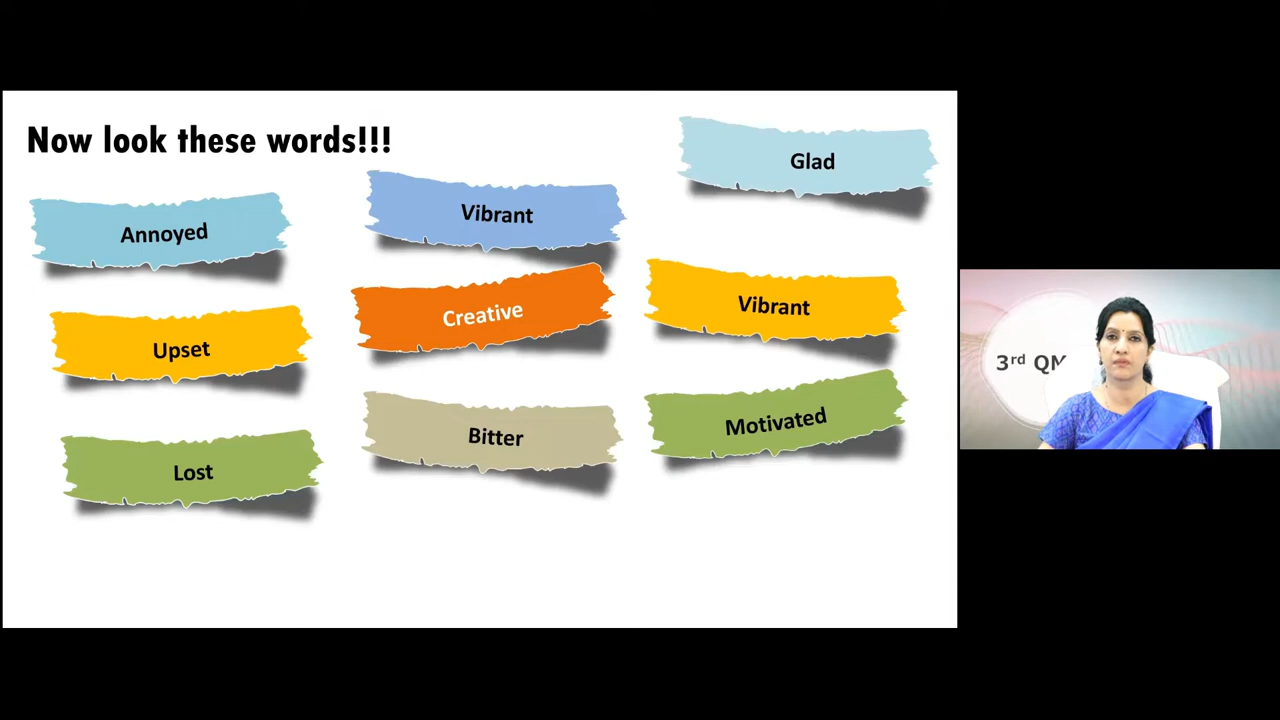 Now look these words!!!
Glad
Vibrant
Annoyed
Creative
Vibrant
Upset
Motivated
Bitter
Lost
3rd QM